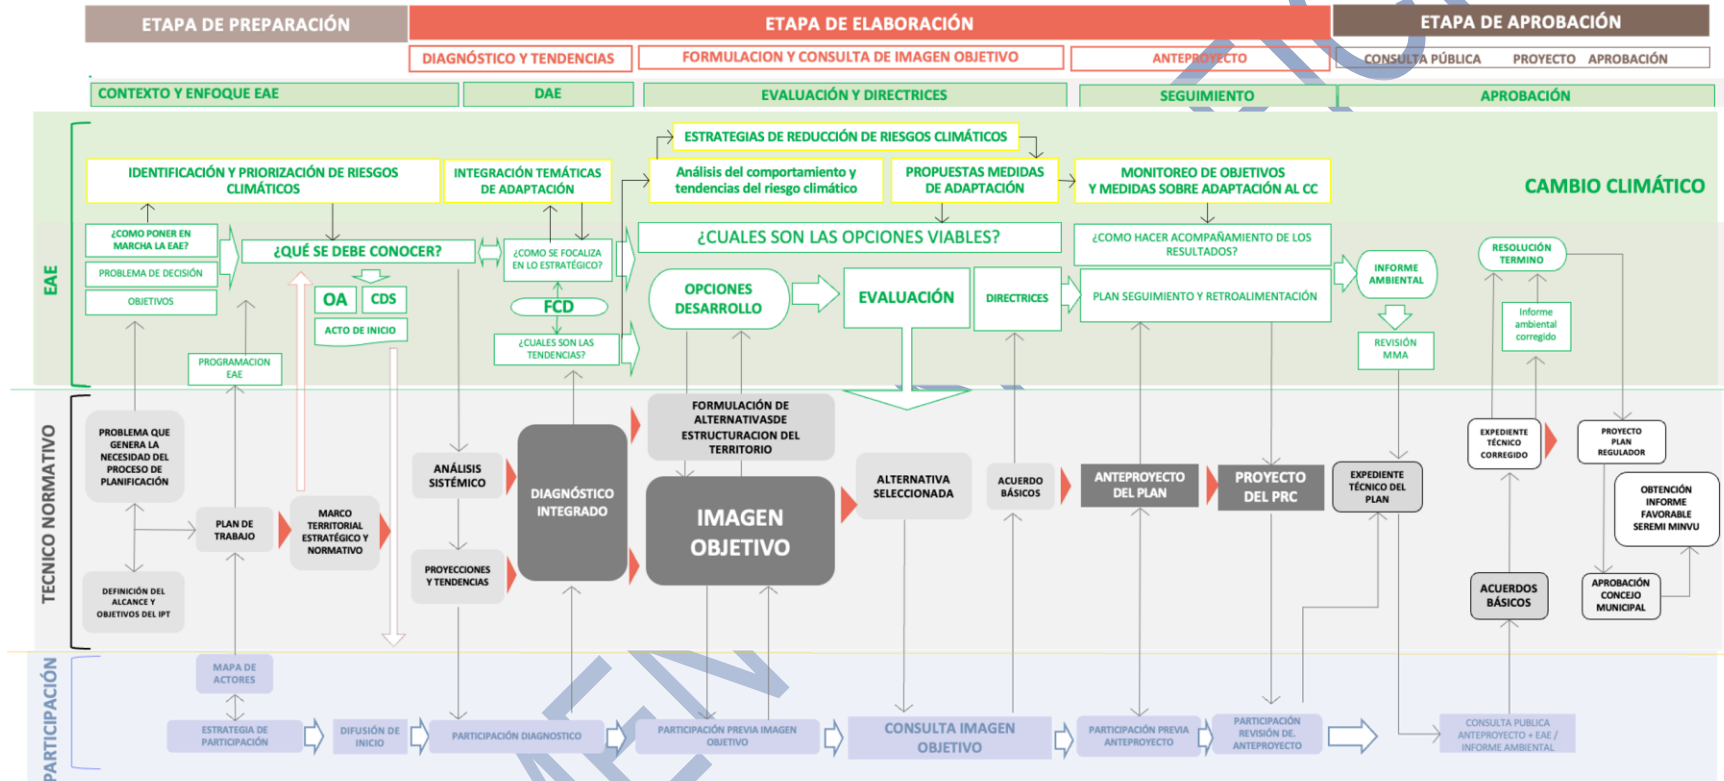 ETAPA DE PREPARACIÓN
ETAPA DE ELABORACIÓN
ETAPA DE APROBACIÓN
DIAGNÓSTICO Y TENDENCIAS
FORMULACION Y CONSULTA DE IMAGEN OBJETIVO
ANTEPROYECTO
CONSULTA PÚBLICA
PROYECTO
APROBACIÓN
CONTEXTO Y ENFOQUE EAE
DAE
EVALUACIÓN Y DIRECTRICES
SEGUIMIENTO
APROBACIÓN
EAE
ESTRATEGIAS DE REDUCCIÓN DE RIESGOS CLIMÁTICOS
IDENTIFICACIÓN Y PRIORIZACIÓN DE RIESGOS
CLIMÁTICOS
INTEGRACIÓN TEMÁTICAS
DE ADAPTACIÓN
Análisis del comportamiento y
tendencias del riesgo climático
PROPUESTAS MEDIDAS
DE ADAPTACIÓN
MONITOREO DE OBJETIVOS
Y MEDIDAS SOBRE ADAPTACIÓN AL CC
CAMBIO CLIMÁTICO
¿COMO PONER EN
MARCHA LA EAE?
PROBLEMA DE DECISIÓN
OBJETIVOS
¿QUÉ SE DEBE CONOCER?
OA
CDS
ACTO DE INICIO
PROGRAMACION
EAE
¿COMO SE FOCALIZA
EN LO ESTRATÉGICO?
FCD
¿CUALES SON LAS
TENDENCIAS?
¿CUALES SON LAS OPCIONES VIABLES?
OPCIONES
DESARROLLO
EVALUACIÓN
DIRECTRICES
¿COMO HACER ACOMPAÑAMIENTO DE LOS
RESULTADOS?
PLAN SEGUIMIENTO Y RETROALIMENTACIÓN
INFORME
AMBIENTAL
REVISIÓN
MMA
RESOLUCIÓN
TERMINO
Informe
ambiental
corregido
TECNICO NORMATIVO
PROBLEMA QUE
GENERA LA
NECESIDAD DEL
PROCESO DE
PLANIFICACIÓN
DEFINICIÓN DEL
ALCANCE Y
OBJETIVOS DEL IPT
PLAN DE
TRABAJO
MARCO
TERRITORIAL
ESTRATÉGICO Y
NORMATIVO
ANÁLISIS
SISTÉMICO
PROYECCIONES
Y TENDENCIAS
DIAGNÓSTICO
INTEGRADO
FORMULACIÓN DE
ALTERNATIVASDE
ESTRUCTURACION DEL
TERRITORIO
IMAGEN
OBJETIVO
ALTERNATIVA
SELECCIONADA
ACUERDO
BÁSICOS
ANTEPROYECTO
DEL PLAN
PROYECTO
DEL PRC
EXPEDIENTE
TÉCNICO DEL
PLAN
EXPEDIENTE
TÉCNICO
CORREGIDO
PROYECTO
PLAN
REGULADOR
OBTENCIÓN
INFORME
FAVORABLE
SEREMI MINVU
ACUERDOS
BÁSICOS
APROBACIÓN
CONCEJO
MUNICIPAL
PARTICIPACIÓN
MAPA DE
ACTORES
ESTRATEGIA DE
PARTICIPACIÓN
DIFUSIÓN DE
INICIO
PARTICIPACIÓN DIAGNOSTICO
PARTICIPACIÓN PREVIA IMAGEN
OBJETIVO
CONSULTA IMAGEN
OBJETIVO
PARTICIPACIÓN PREVIA
ANTEPROYECTO
PARTICIPACIÓN
REVISIÓN DE.
ANTEPROYECTO
CONSULTA PUBLICA
ANTEPROYECTO + EAE /
INFORME AMBIENTAL